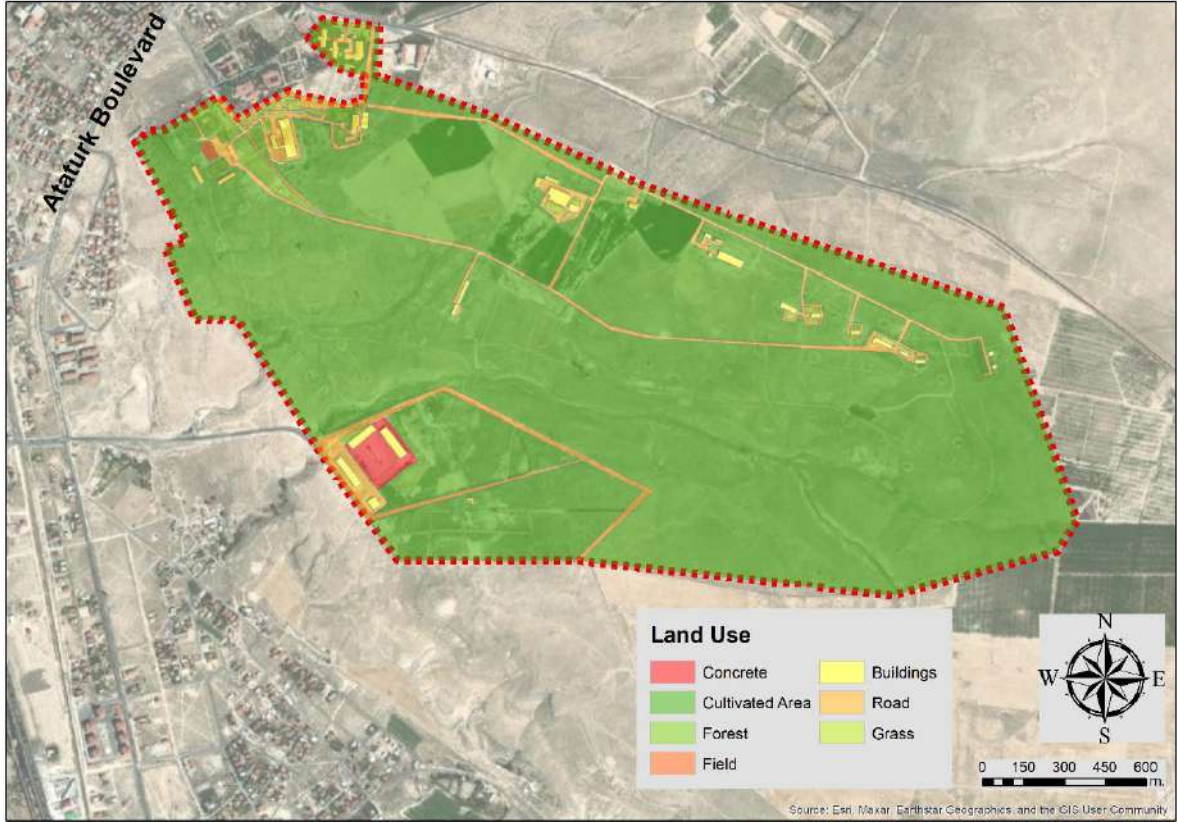 Ataturk Boulevard
Land Use
Concrete
Buildings
Cultivated Area
Road
Forest
Grass
Field
N
W
E
S
0 150 300 450 600
m.
Source: Esri, Maxar, Earthstar Geographics, and the GIS User Community